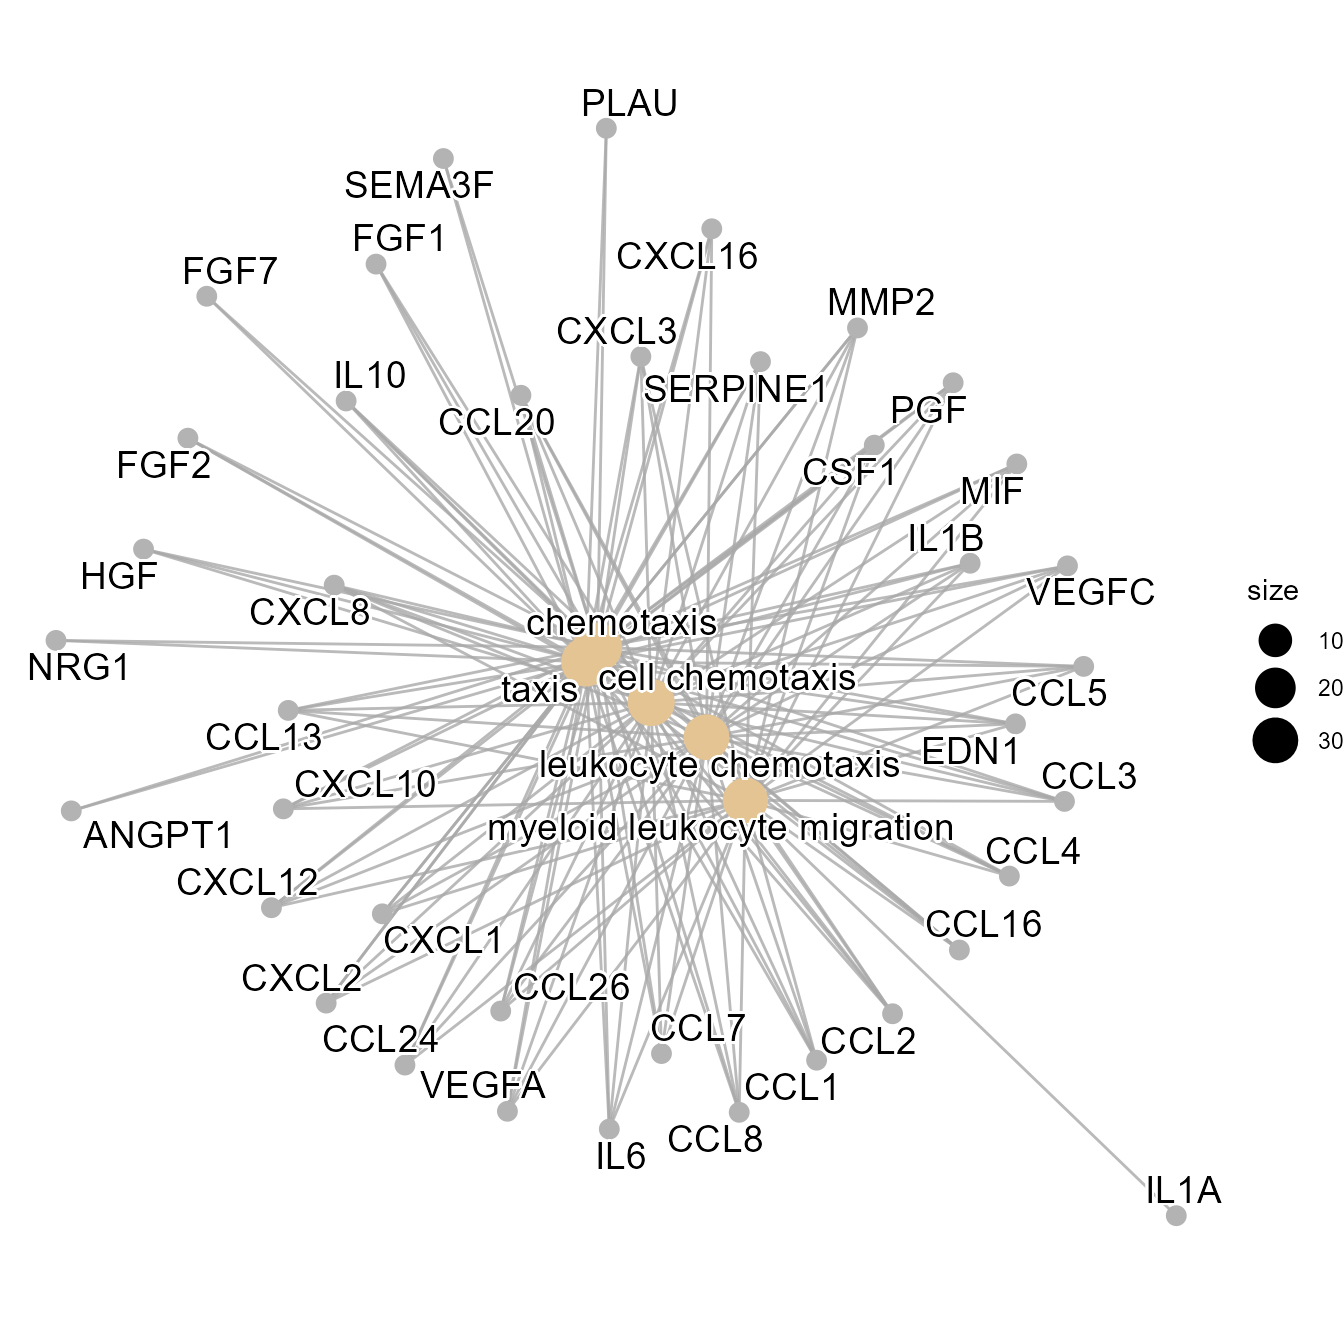 PLAU
SEMA3F
FGF1
CXCL16
FGF7
MMP2
CXCL3
IL10
SERPINE1
PGF
CCL20
FGF2
CSF1
MIF
IL1B
HGF
CXCL8
VEGFC
size
chemotaxis
10
NRG1
taxis
cell chemotaxis
CCL5
20
CCL13
EDN1
30
leukocyte chemotaxis
CXCL10
CCL3
ANGPT1
myeloid leukocyte migration
CCL4
CXCL12
CXCL1
CCL16
CXCL2
CCL26
CCL24
CCL7
CCL2
VEGFA
CCL1
IL6
CCL8
IL1A